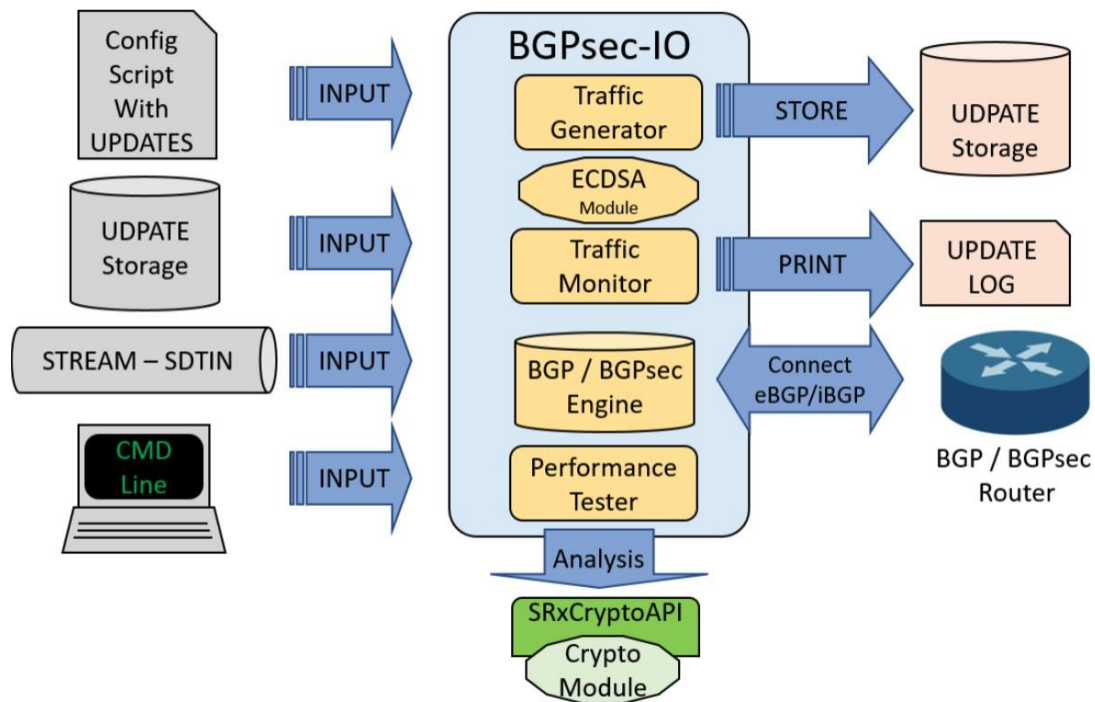 Config
Script
With
UPDATES
INPUT
UDPATE
Storage
INPUT
STREAM – SDTIN
INPUT
CMD
Line
INPUT
BGPsec-IO
Traffic
Generator
ECDSA
Module
Traffic
Monitor
BGP / BGPsec
Engine
Performance
Tester
STORE
UDPATE
Storage
PRINT
UPDATE
LOG
Connect
eBGP/iBGP
BGP / BGPsec
Router
Analysis
SRxCryptoAPI
Crypto
Module